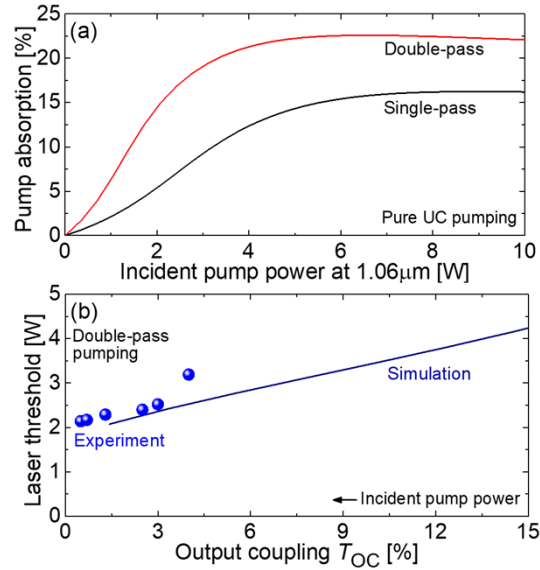 (a)
Pump absorption [%]
25
20
15
10
5
0
Double-pass
Single-pass
Pure UC pumping
0 2 4 6 8 10
Incident pump power at 1.06μm [W]
(b)
Laser threshold [W]
5
4
3
2
1
0
Double-pass
pumping
Simulation
Experiment
Incident pump power
0 3 6 9 12 15
Output coupling TOC [%]